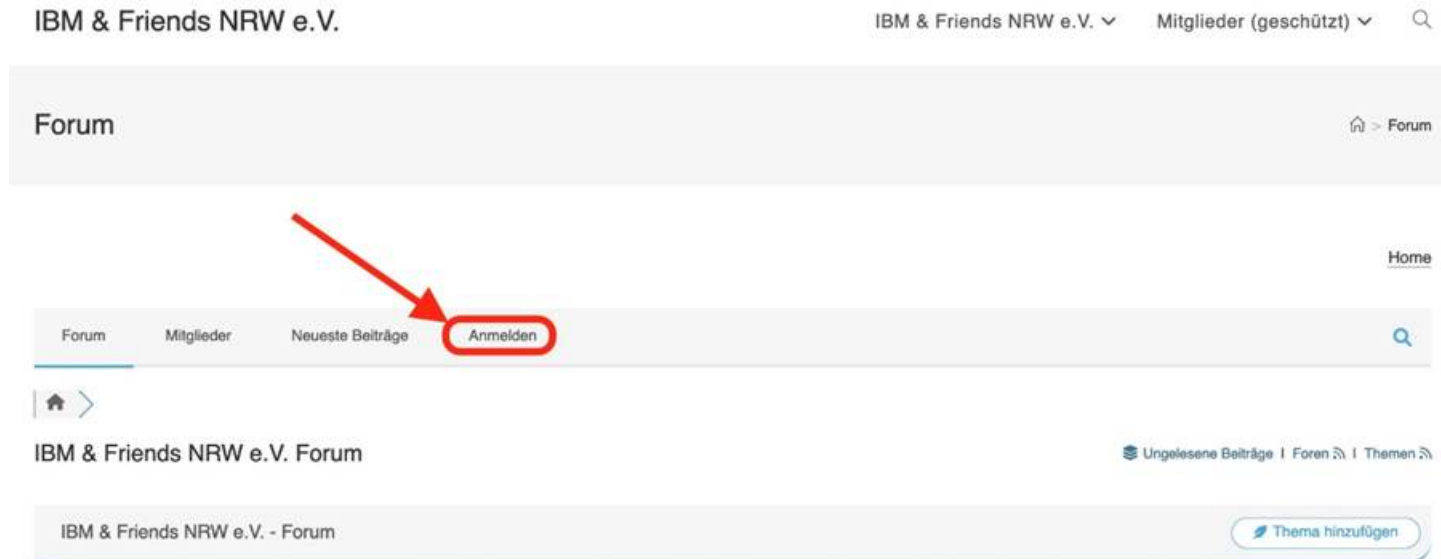 IBM & Friends NRW e.V. IBM & Friends NRW e.V. Mitglieder (geschützt)
Forum > Forum
Home
Forum Mitglieder Neueste Beiträge Anmelden
IBM & Friends NRW e.V. Forum Ungelesene Beiträge | Foren | Themen
IBM & Friends NRW e.V. - Forum Thema hinzufügen